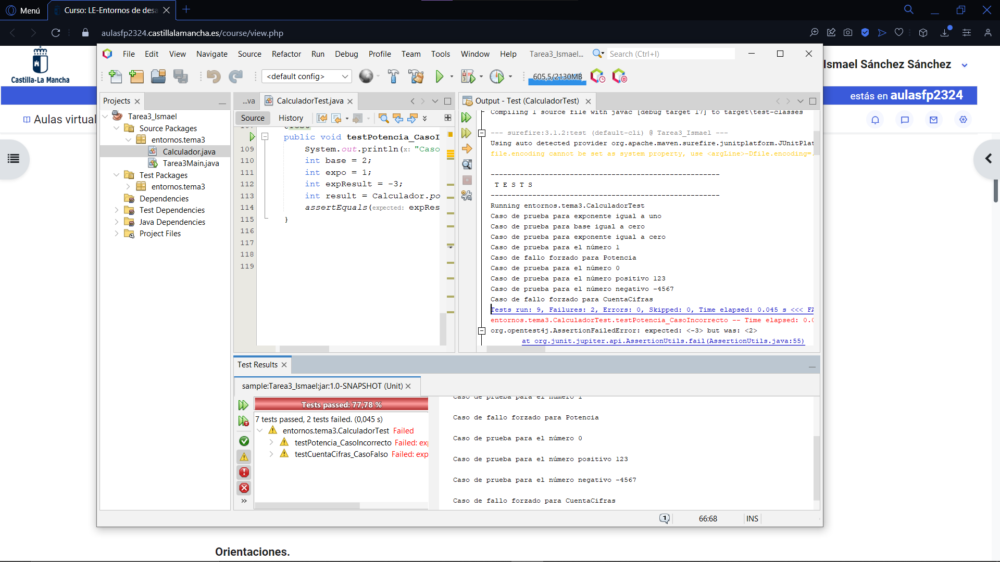 Menú
Curso: LE-Entornos de desa
aulasfp2324.castillalamancha.es/course/view.php
Castilla-La Mancha
Ismael Sánchez Sánchez
estás en aulasfp2324
Aulas virtual
File Edit View Navigate Source Refactor Run Debug Profile Team Tools Window Help Tarea3_Ismael... Search (Ctrl+I)
<default config>
605,5/2130MB
Projects
Tarea3_Ismael
Source Packages
entornos.tema3
Calculador.java
Tarea3Main.java
Test Packages
entornos.tema3
Dependencies
Test Dependencies
Java Dependencies
Project Files
...va
CalculadorTest.java
Source
History
public void testPotencia_CasoI
109 System.out.println(x: "Caso
110 int base = 2;
111 int expo = 1;
112 int expResult = -3;
113 int result = Calculador.po
114 assertEquals(expected: expRes
115 }
116
117
118
119
Output - Test (CalculadorTest)
Compiling 1 source file with javac [debug target 17] to target\test-classes
--- surefire:3.1.2:test (default-cli) @ Tarea3_Ismael ---
Using auto detected provider org.apache.maven.surefire.junitplatform.JUnitPlat
file.encoding cannot be set as system property, use <argLine>-Dfile.encoding=.
-------------------------------------------------------
T E S T S
-------------------------------------------------------
Running entornos.tema3.CalculadorTest
Caso de prueba para exponente igual a uno
Caso de prueba para base igual a cero
Caso de prueba para exponente igual a cero
Caso de prueba para el número 1
Caso de fallo forzado para Potencia
Caso de prueba para el número 0
Caso de prueba para el número positivo 123
Caso de prueba para el número negativo -4567
Caso de fallo forzado para CuentaCifras
Tests run: 9, Failures: 2, Errors: 0, Skipped: 0, Time elapsed: 0.045 s <<< FA
entornos.tema3.CalculadorTest.testPotencia_CasoIncorrecto -- Time elapsed: 0.0
org.opentest4j.AssertionFailedError: expected: <-3> but was: <2>
at org.junit.jupiter.api.AssertionUtils.fail(AssertionUtils.java:55)
Test Results
sample:Tarea3_Ismael:jar:1.0-SNAPSHOT (Unit)
Tests passed: 77,78 %
7 tests passed, 2 tests failed. (0,045 s)
entornos.tema3.CalculadorTest Failed
testPotencia_CasoIncorrecto Failed: exp
testCuentaCifras_CasoFalso Failed: exp
Caso de prueba para el número 1
Caso de fallo forzado para Potencia
Caso de prueba para el número 0
Caso de prueba para el número positivo 123
Caso de prueba para el número negativo -4567
Caso de fallo forzado para CuentaCifras
1
66:68
INS
Orientaciones.